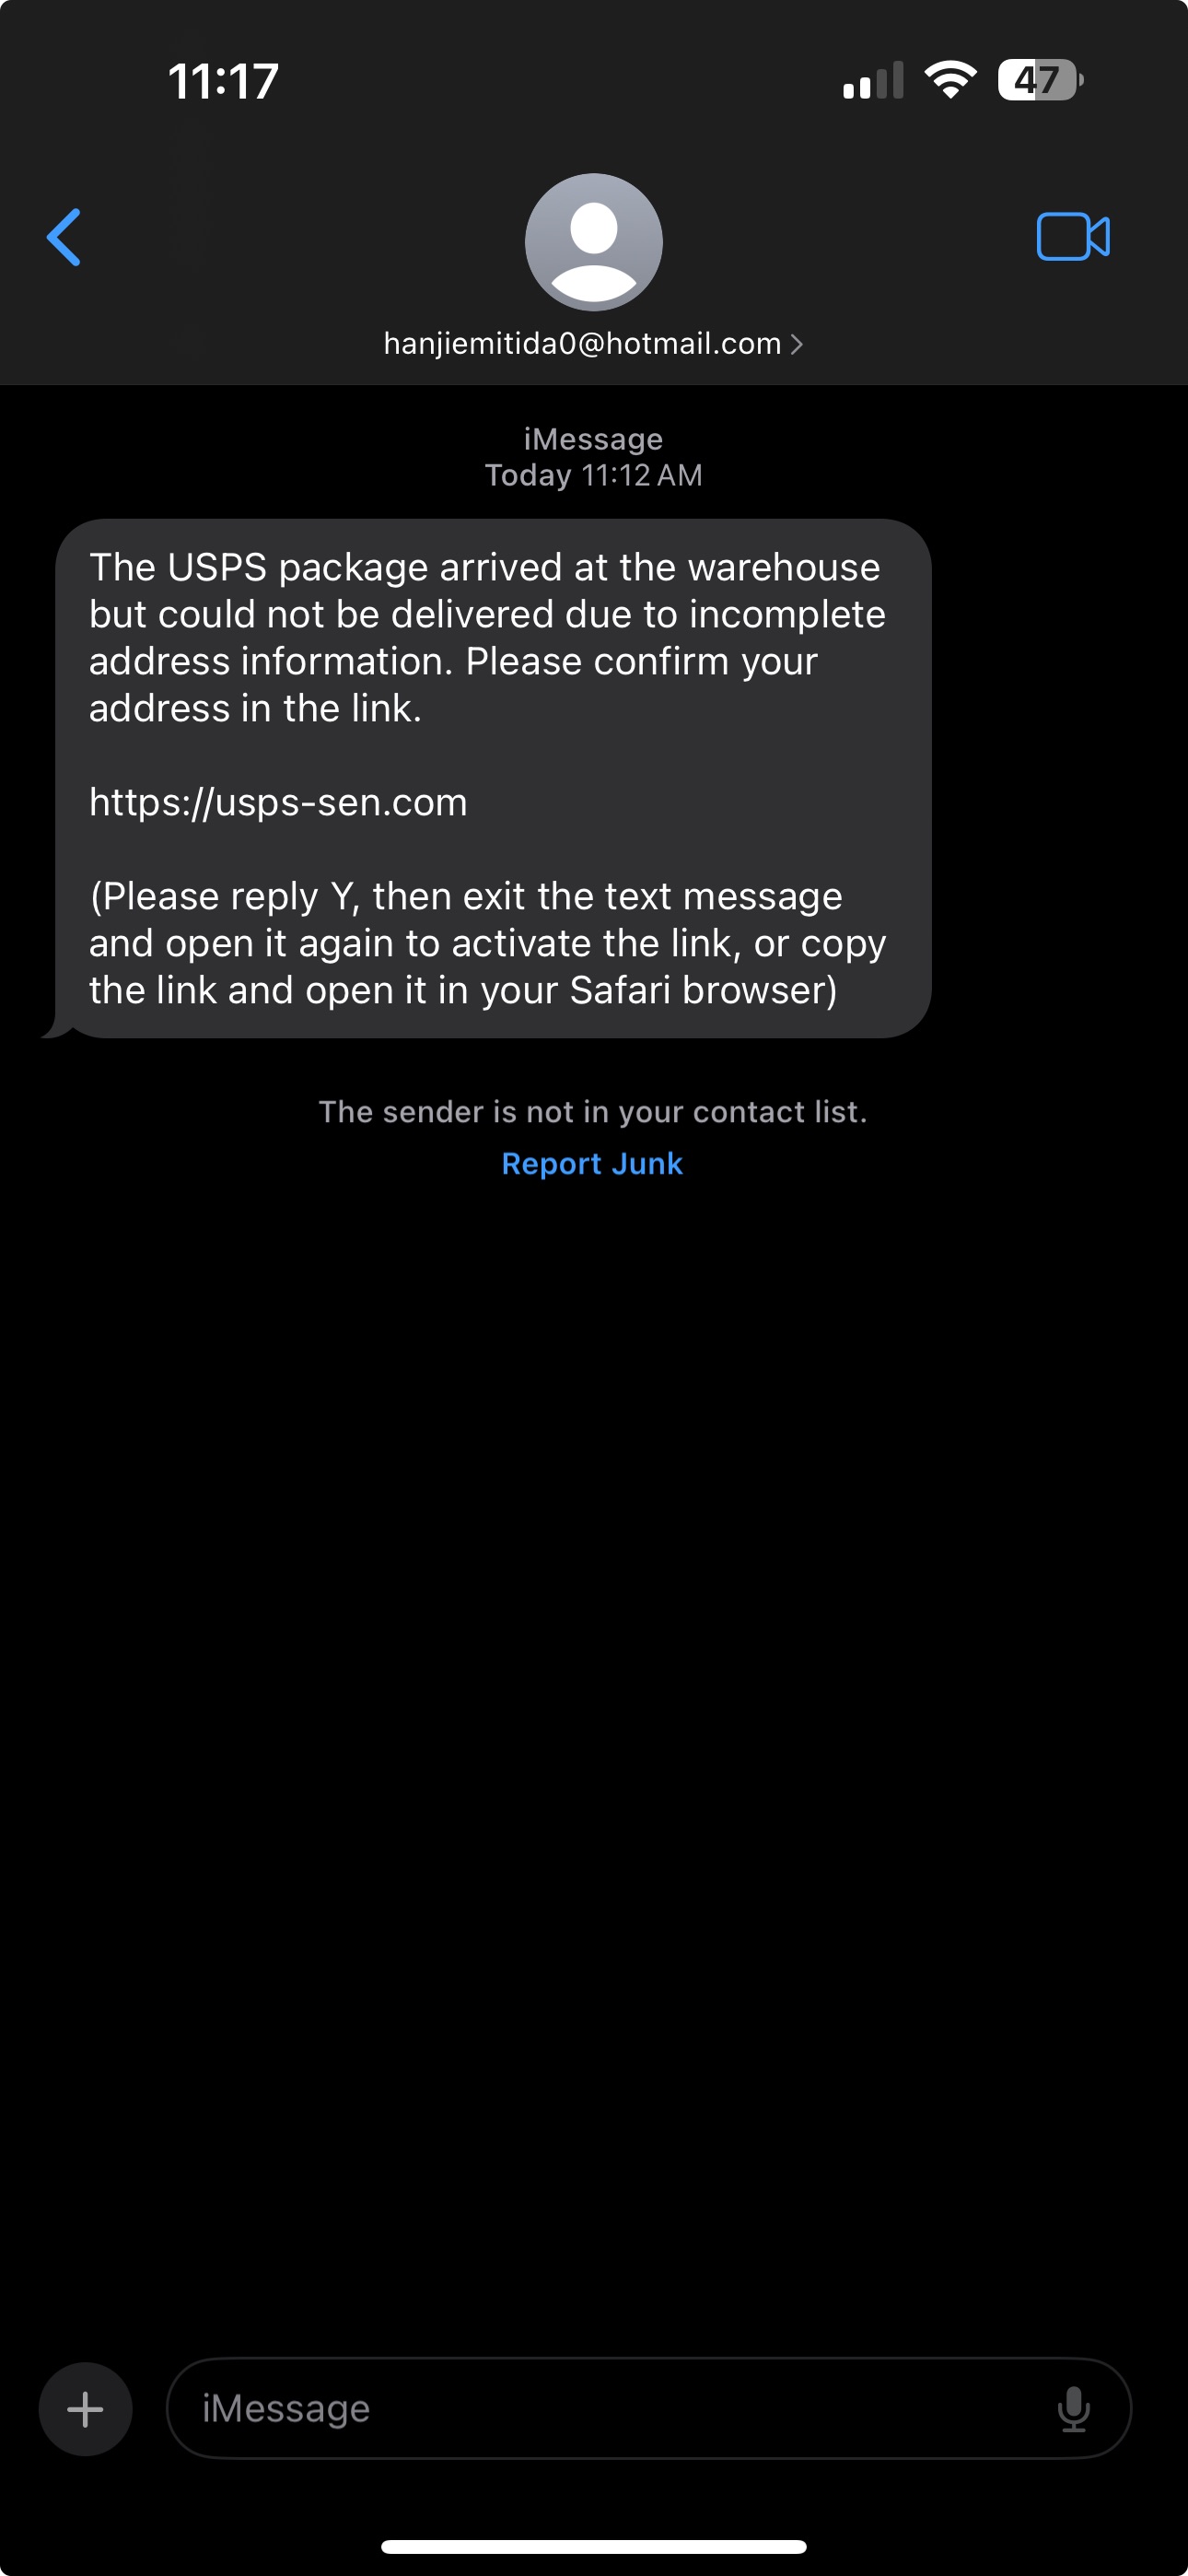 11:17
47
hanjiemitida0@hotmail.com
iMessage
Today 11:12 AM
The USPS package arrived at the warehouse
but could not be delivered due to incomplete
address information. Please confirm your
address in the link.
https://usps-sen.com
(Please reply Y, then exit the text message
and open it again to activate the link, or copy
the link and open it in your Safari browser)
The sender is not in your contact list.
Report Junk
iMessage